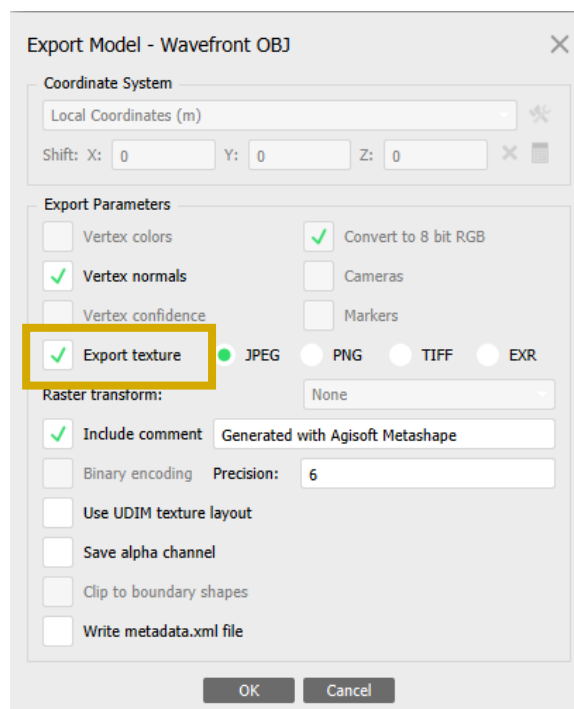 Export Model - Wavefront OBJ
Coordinate System
Local Coordinates (m)
Shift: X: 0 Y: 0 Z: 0
Export Parameters
Vertex colors Convert to 8 bit RGB
Vertex normals Cameras
Vertex confidence Markers
Export texture JPEG PNG TIFF EXR
Raster transform: None
Include comment Generated with Agisoft Metashape
Binary encoding Precision: 6
Use UDIM texture layout
Save alpha channel
Clip to boundary shapes
Write metadata.xml file
OK Cancel